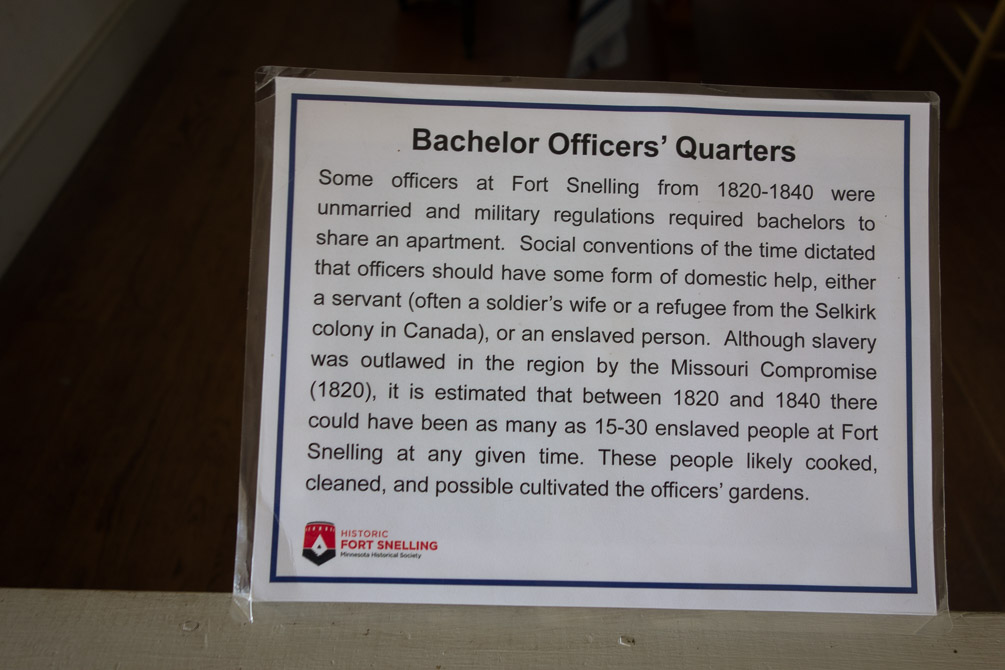 Bachelor Officers’ Quarters
Some officers at Fort Snelling from 1820-1840 were
unmarried and military regulations required bachelors to
share an apartment. Social conventions of the time dictated
that officers should have some form of domestic help, either
a servant (often a soldier’s wife or a refugee from the Selkirk
colony in Canada), or an enslaved person. Although slavery
was outlawed in the region by the Missouri Compromise
(1820), it is estimated that between 1820 and 1840 there
could have been as many as 15-30 enslaved people at Fort
Snelling at any given time. These people likely cooked,
cleaned, and possible cultivated the officers’ gardens.
HISTORIC
FORT SNELLING
Minnesota Historical Society